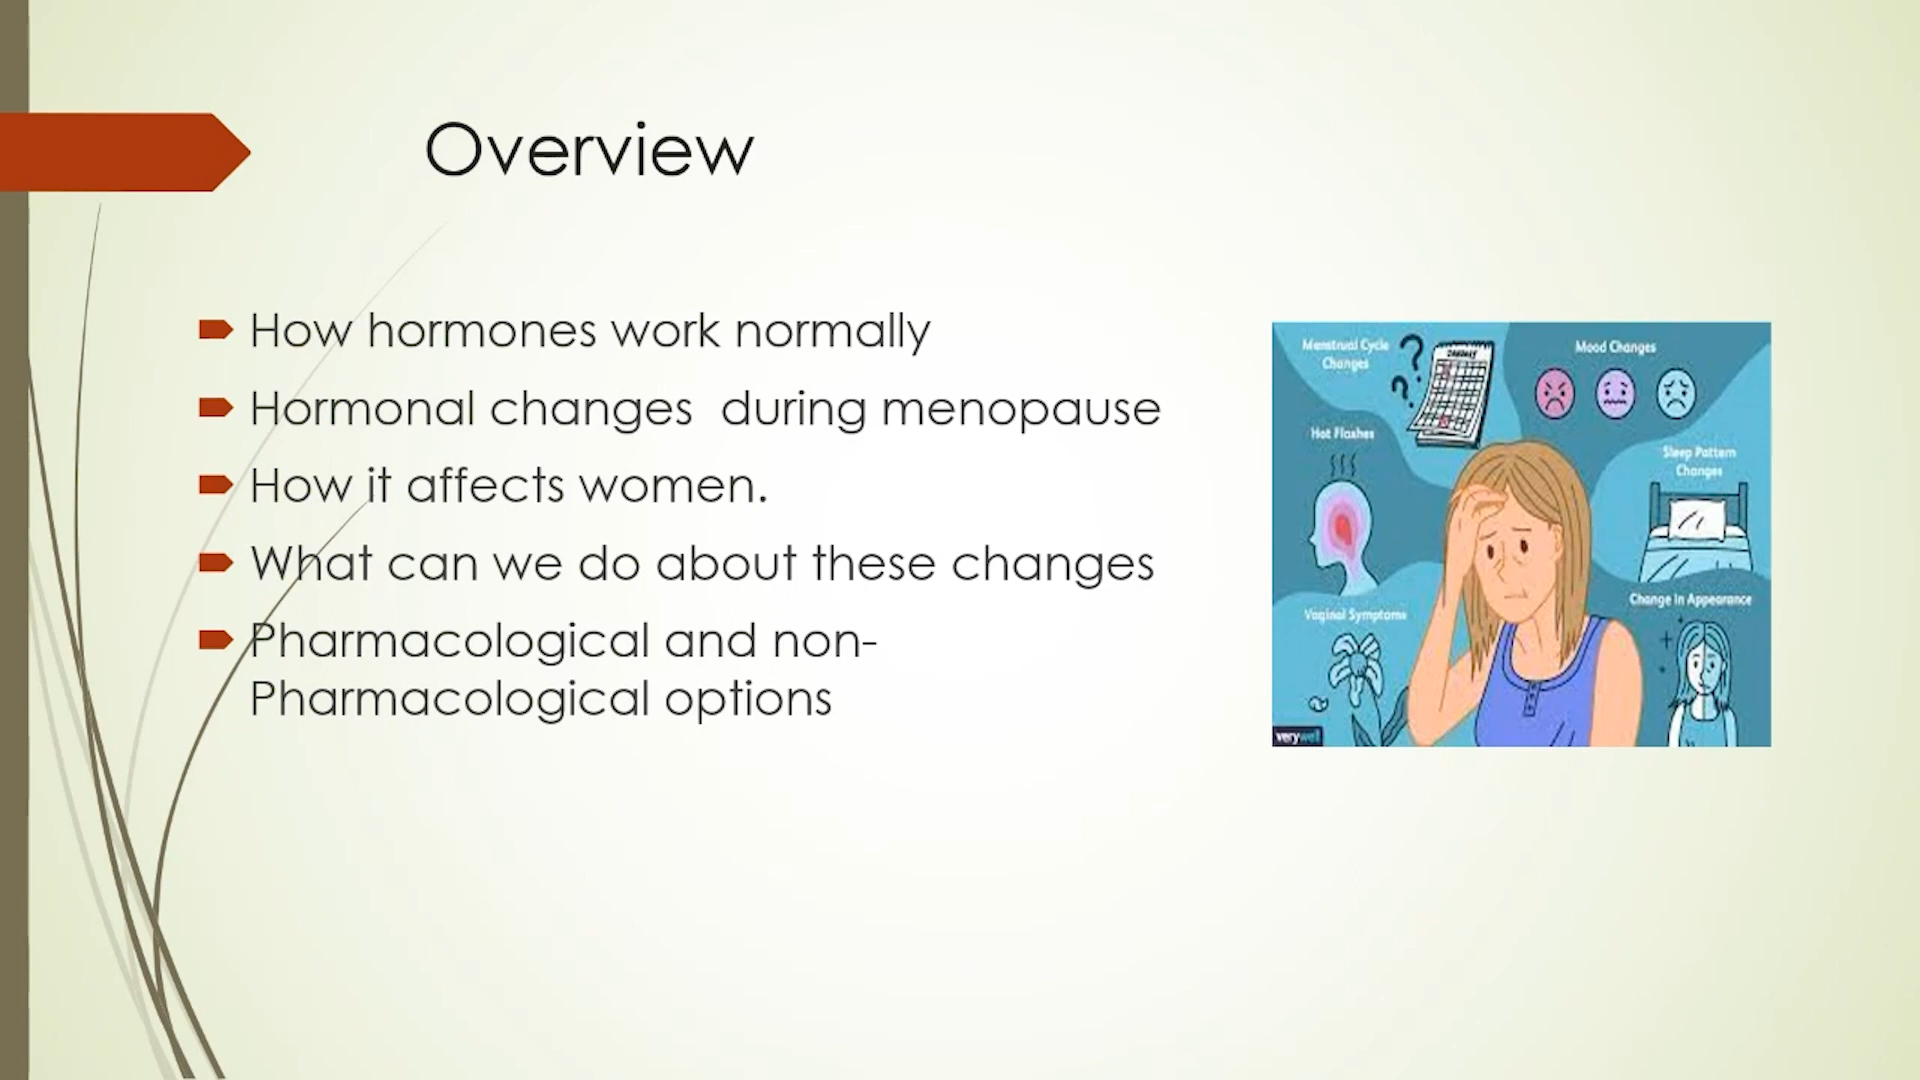 Overview
How hormones work normally
Hormonal changes  during menopause
How it affects women.
What can we do about these changes
Pharmacological and non-
Pharmacological options
Menstrual Cycle
Changes
JANUARY
Mood Changes
Hot Flashes
Sleep Pattern
Changes
Vaginal Symptoms
Change in Appearance
verywell